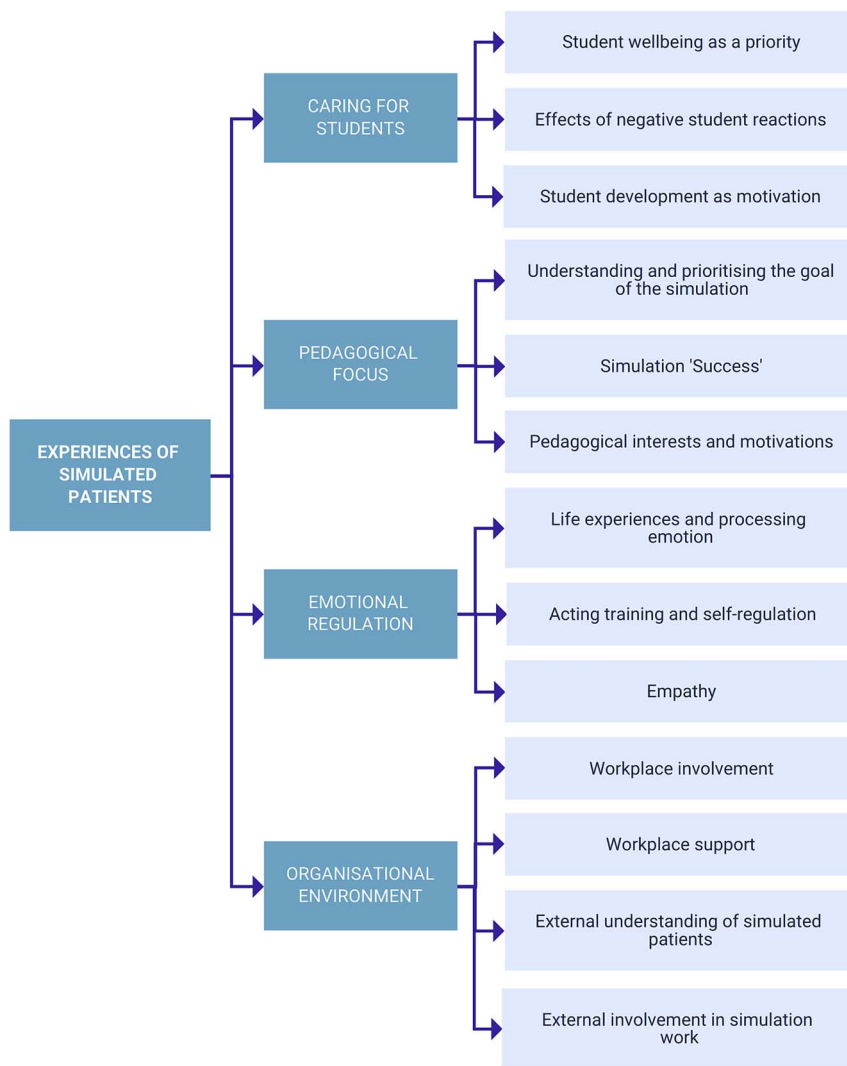 EXPERIENCES OF
SIMULATED
PATIENTS
CARING FOR
STUDENTS
Student wellbeing as a priority
Effects of negative student reactions
Student development as motivation
PEDAGOGICAL
FOCUS
Understanding and prioritising the goal
of the simulation
Simulation 'Success'
Pedagogical interests and motivations
EMOTIONAL
REGULATION
Life experiences and processing
emotion
Acting training and self-regulation
Empathy
ORGANISATIONAL
ENVIRONMENT
Workplace involvement
Workplace support
External understanding of simulated
patients
External involvement in simulation
work